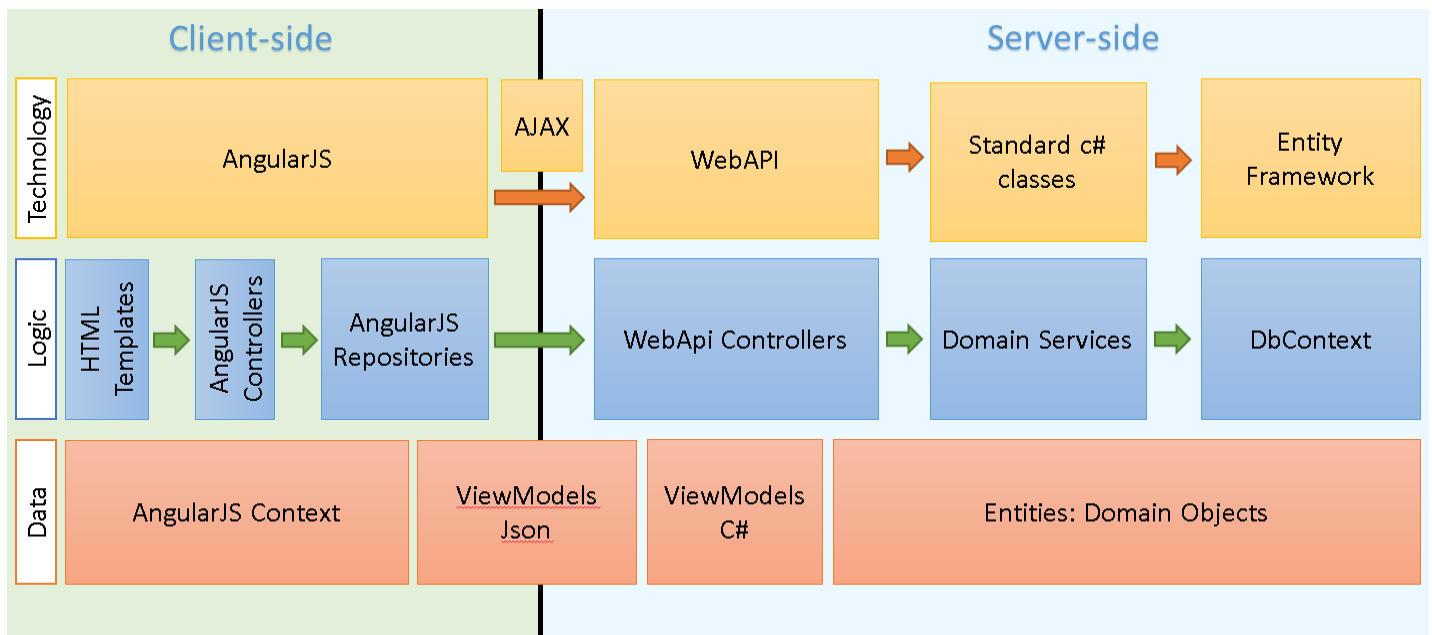 Client-side
Server-side
Technology
AngularJS
AJAX
WebAPI
Standard c#
classes
Entity
Framework
Logic
HTML
Templates
AngularJS
Controllers
AngularJS
Repositories
WebApi Controllers
Domain Services
DbContext
Data
AngularJS Context
ViewModels
Json
ViewModels
C#
Entities: Domain Objects